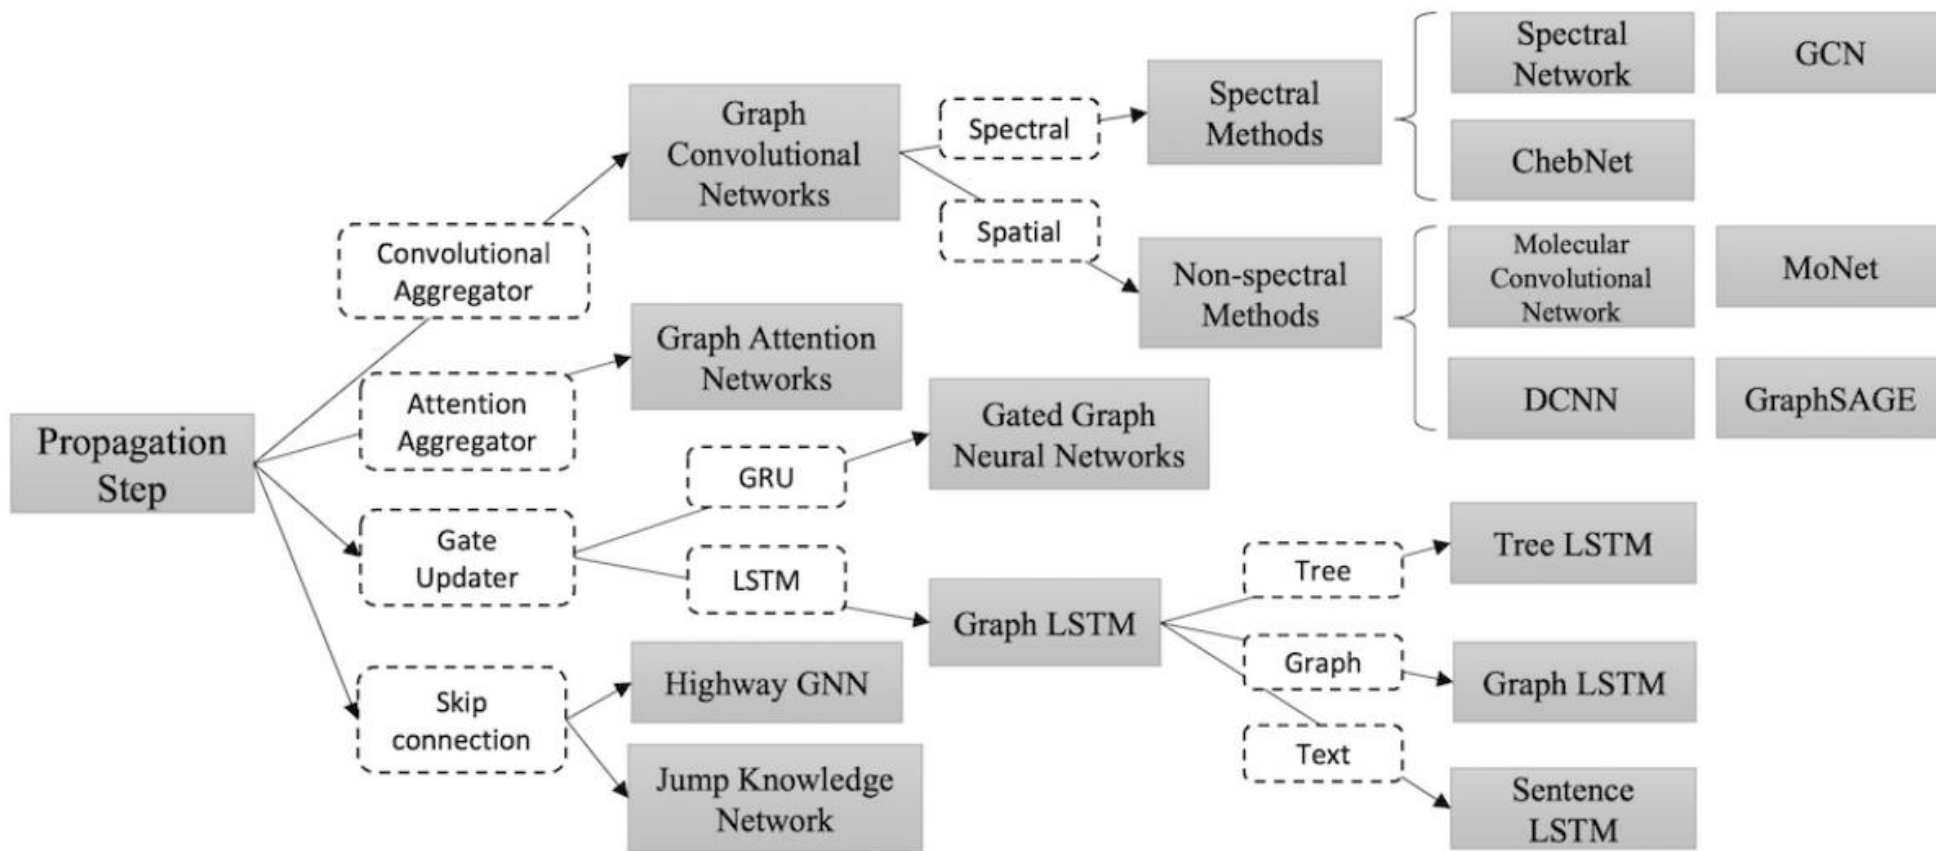 Propagation
Step
Convolutional
Aggregator
Attention
Aggregator
Gate
Updater
Skip
connection
Graph
Convolutional
Networks
Graph Attention
Networks
GRU
LSTM
Highway GNN
Jump Knowledge
Network
Spectral
Spatial
Gated Graph
Neural Networks
Graph LSTM
Spectral
Methods
Non-spectral
Methods
Tree
Graph
Text
Spectral
Network
GCN
ChebNet
Molecular
Convolutional
Network
MoNet
DCNN
GraphSAGE
Tree LSTM
Graph LSTM
Sentence
LSTM